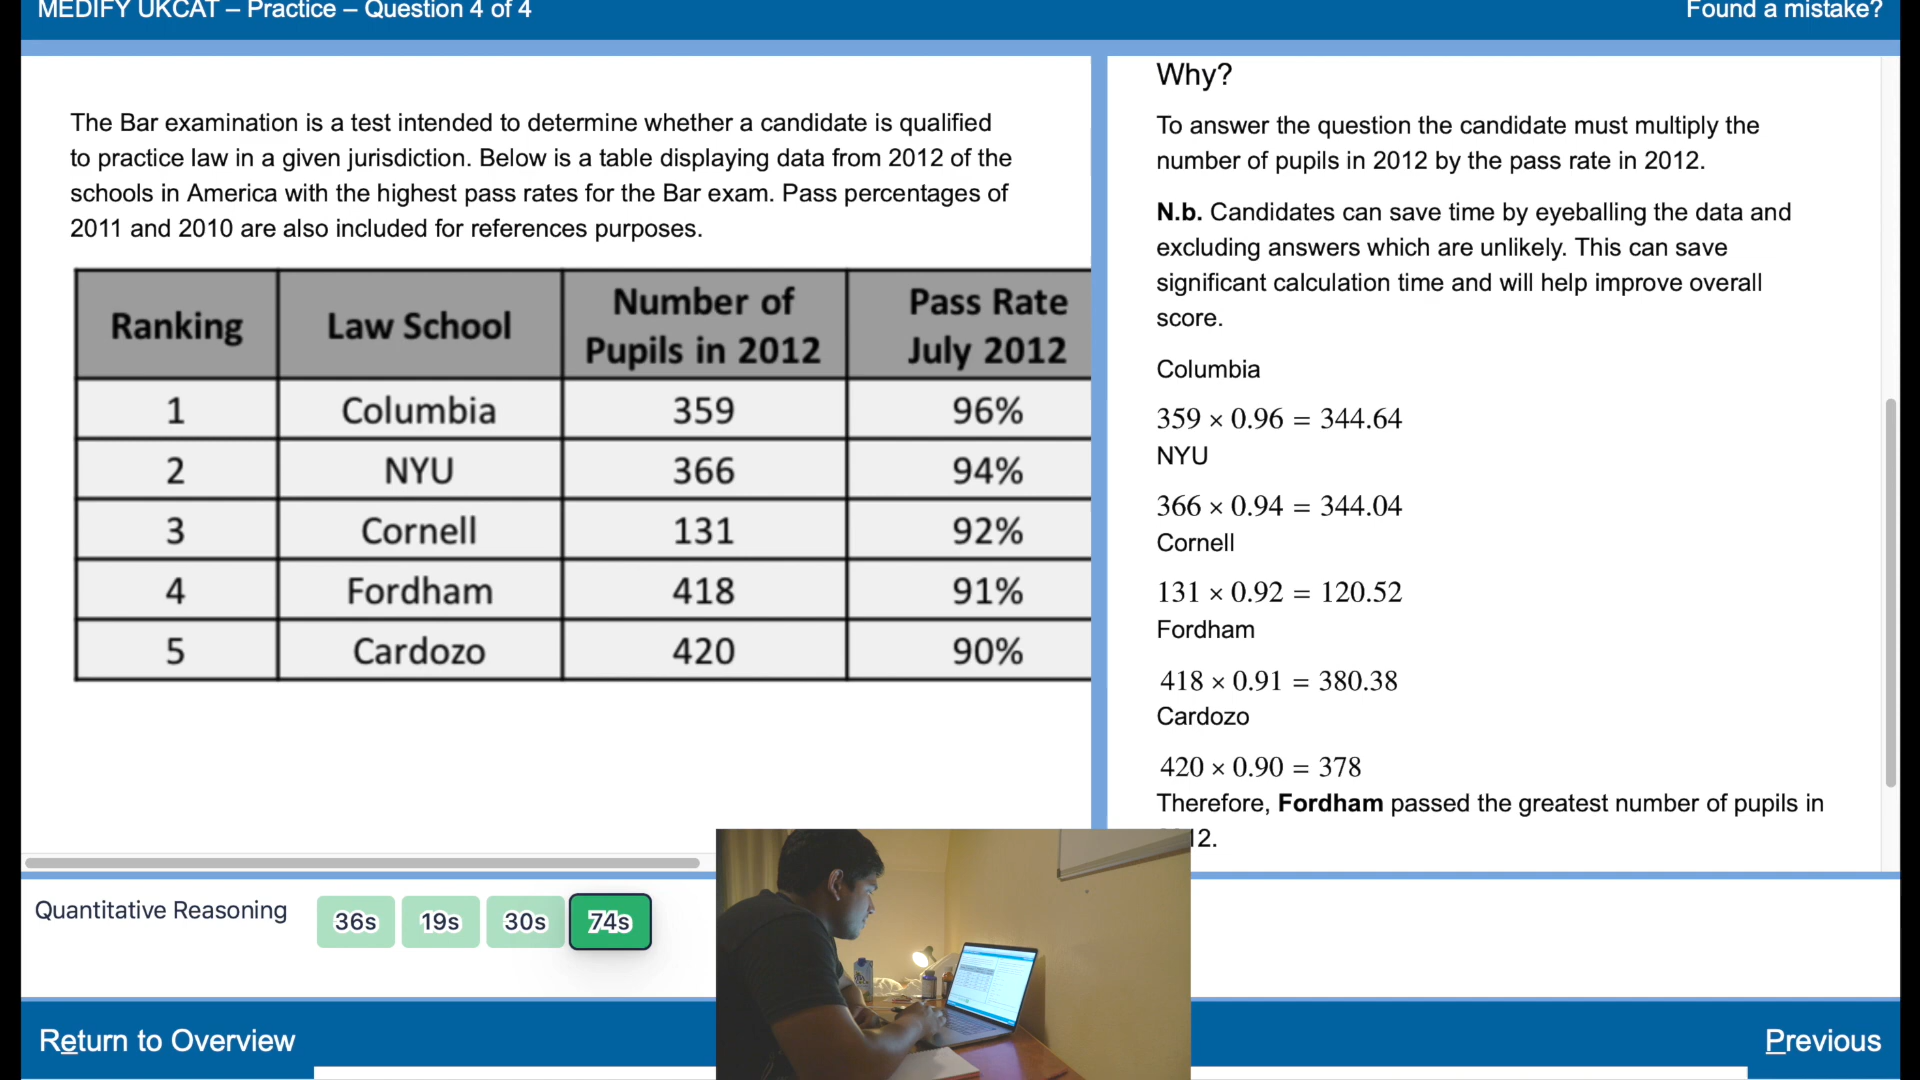 MEDIFY UKCAT – Practice – Question 4 of 4
Found a mistake?
The Bar examination is a test intended to determine whether a candidate is qualified
to practice law in a given jurisdiction. Below is a table displaying data from 2012 of the
schools in America with the highest pass rates for the Bar exam. Pass percentages of
2011 and 2010 are also included for references purposes.
Ranking Law School Number of Pupils in 2012 Pass Rate July 2012
1 Columbia 359 96%
2 NYU 366 94%
3 Cornell 131 92%
4 Fordham 418 91%
5 Cardozo 420 90%
Why?
To answer the question the candidate must multiply the
number of pupils in 2012 by the pass rate in 2012.
N.b. Candidates can save time by eyeballing the data and
excluding answers which are unlikely. This can save
significant calculation time and will help improve overall
score.
Columbia
359 × 0.96 = 344.64
NYU
366 × 0.94 = 344.04
Cornell
131 × 0.92 = 120.52
Fordham
418 × 0.91 = 380.38
Cardozo
420 × 0.90 = 378
Therefore, Fordham passed the greatest number of pupils in
12.
Quantitative Reasoning 36s 19s 30s 74s
Return to Overview
Previous